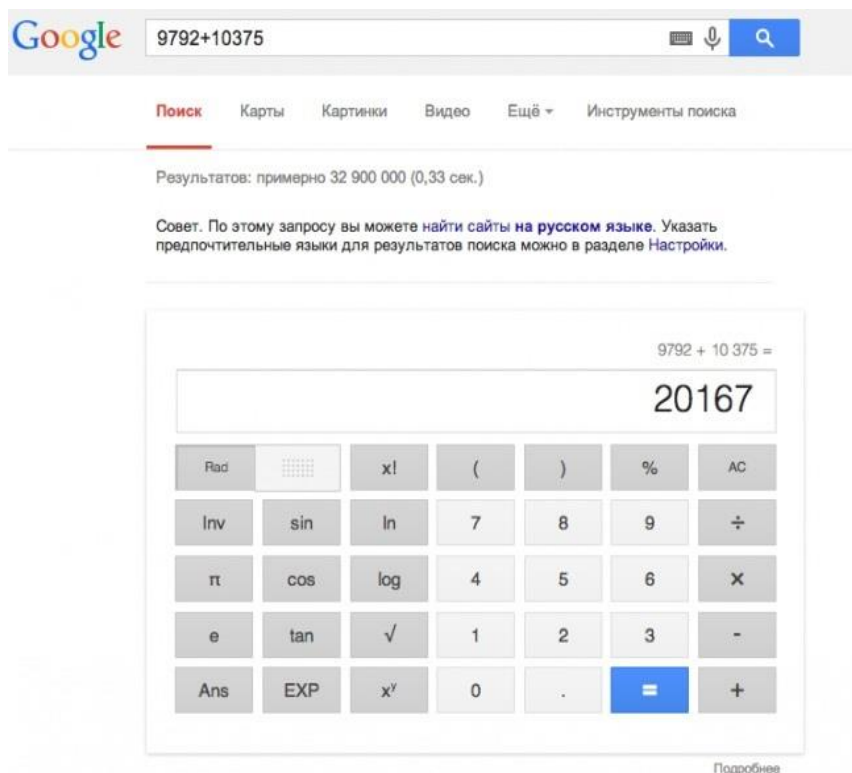 Google 9792+10375
Поиск Карты Картинки Видео Ещё Инструменты поиска
Результатов: примерно 32 900 000 (0,33 сек.)
Совет. По этому запросу вы можете найти сайты на русском языке. Указать
предпочтительные языки для результатов поиска можно в разделе Настройки.
9792 + 10 375 =
20167
Rad x! ( ) % AC
Inv sin ln 7 8 9 ÷
π cos log 4 5 6 ×
e tan √ 1 2 3 -
Ans EXP xʸ 0 . = +
Подробнее